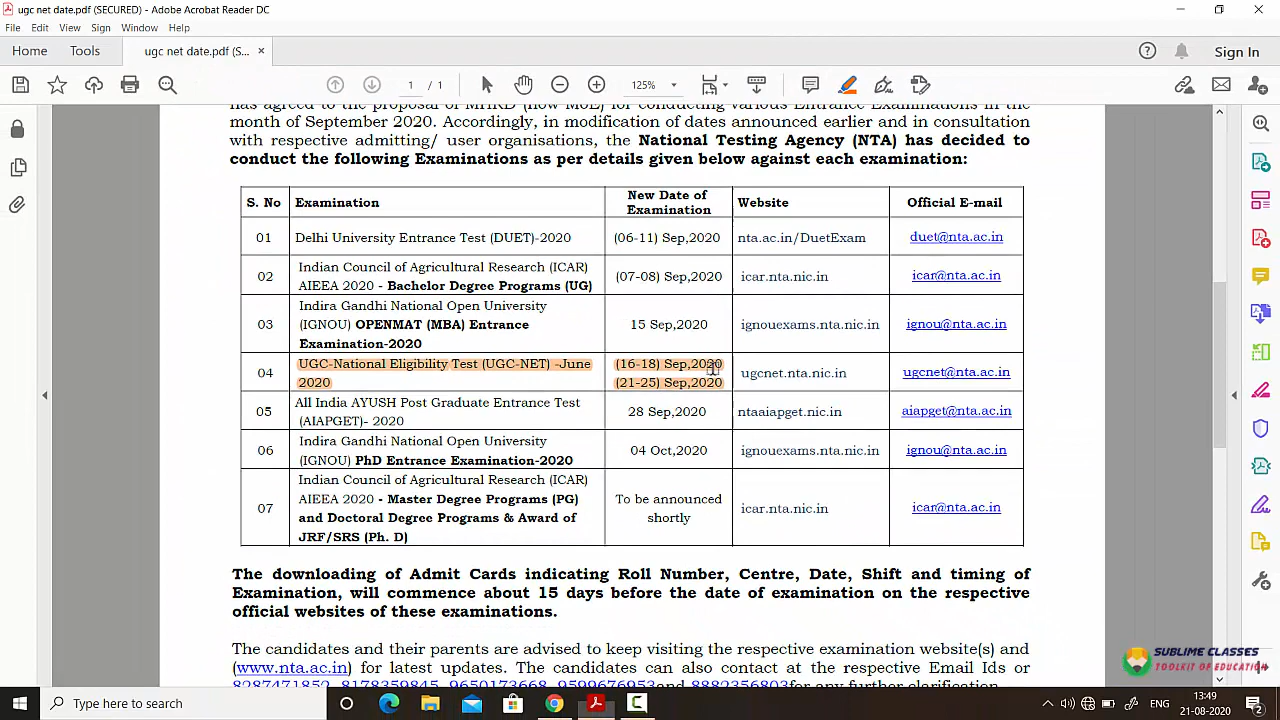 ugc net date.pdf (SECURED) - Adobe Acrobat Reader DC
File Edit View Sign Window Help
Home Tools ugc net date.pdf (S... × Sign In
1 / 1 125%
has agreed to the proposal of MHRD (now MoE) for conducting various Entrance Examinations in the
month of September 2020. Accordingly, in modification of dates announced earlier and in consultation
with respective admitting/ user organisations, the National Testing Agency (NTA) has decided to
conduct the following Examinations as per details given below against each examination:
S. No Examination New Date of Examination Website Official E-mail
01 Delhi University Entrance Test (DUET)-2020 (06-11) Sep,2020 nta.ac.in/DuetExam duet@nta.ac.in
02 Indian Council of Agricultural Research (ICAR)
AIEEA 2020 - Bachelor Degree Programs (UG) (07-08) Sep,2020 icar.nta.nic.in icar@nta.ac.in
03 Indira Gandhi National Open University
(IGNOU) OPENMAT (MBA) Entrance
Examination-2020 15 Sep,2020 ignouexams.nta.nic.in ignou@nta.ac.in
04 UGC-National Eligibility Test (UGC-NET) -June
2020 (16-18) Sep,2020
(21-25) Sep,2020 ugcnet.nta.nic.in ugcnet@nta.ac.in
05 All India AYUSH Post Graduate Entrance Test
(AIAPGET)- 2020 28 Sep,2020 ntaaiapget.nic.in aiapget@nta.ac.in
06 Indira Gandhi National Open University
(IGNOU) PhD Entrance Examination-2020 04 Oct,2020 ignouexams.nta.nic.in ignou@nta.ac.in
07 Indian Council of Agricultural Research (ICAR)
AIEEA 2020 - Master Degree Programs (PG)
and Doctoral Degree Programs & Award of
JRF/SRS (Ph. D) To be announced
shortly icar.nta.nic.in icar@nta.ac.in
The downloading of Admit Cards indicating Roll Number, Centre, Date, Shift and timing of
Examination, will commence about 15 days before the date of examination on the respective
official websites of these examinations.
The candidates and their parents are advised to keep visiting the respective examination website(s) and
(www.nta.ac.in) for latest updates. The candidates can also contact at the respective Email Ids or
8287471852, 8178359845, 9650173668, 9599676953and 8882356803for any further clarification
SUBLIME CLASSES
TOOLKIT OF EDUCATION
Type here to search
ENG 13:49
21-08-2020
2